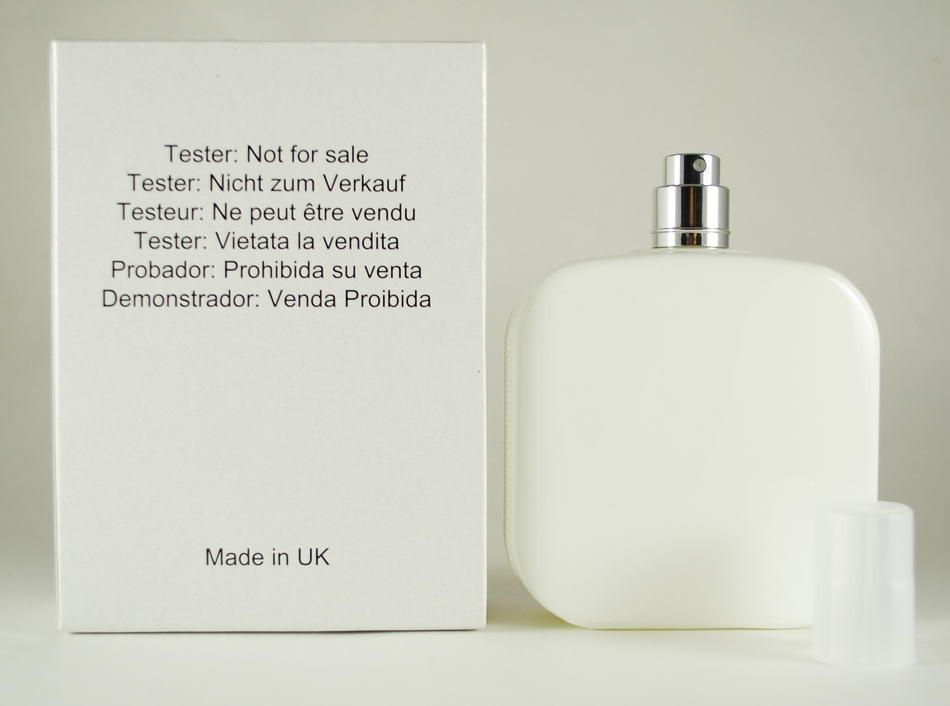 Tester: Not for sale
Tester: Nicht zum Verkauf
Testeur: Ne peut être vendu
Tester: Vietata la vendita
Probador: Prohibida su venta
Demonstrador: Venda Proibida
Made in UK